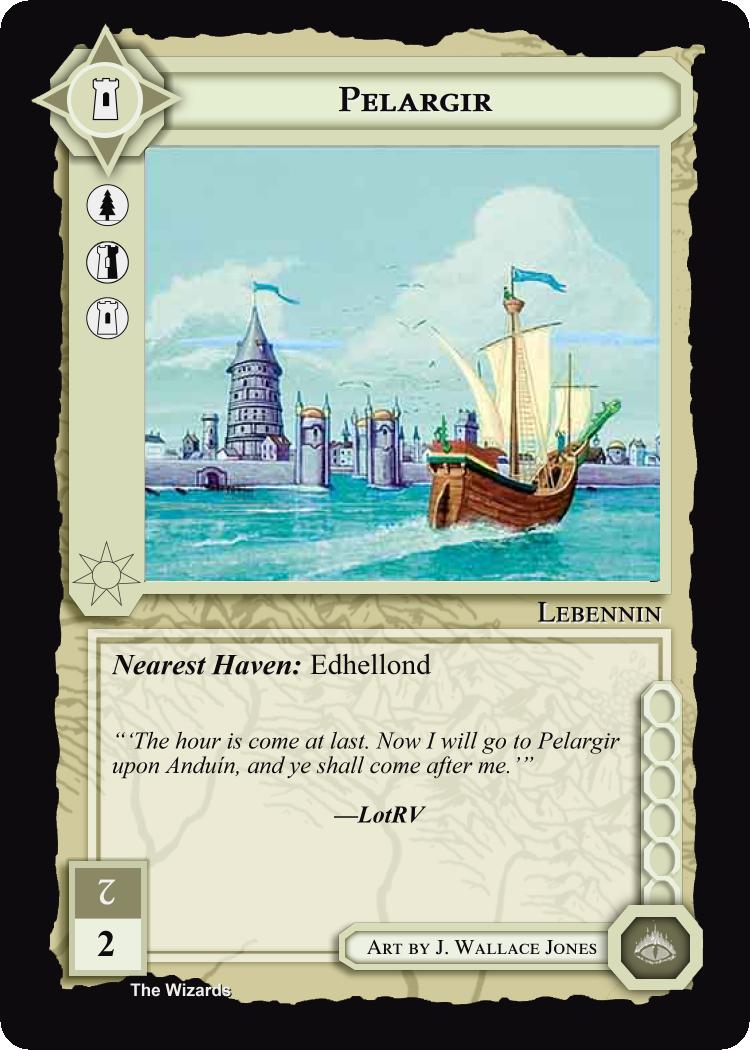 PELARGIR
LEBENNIN
Nearest Haven: Edhellond
“‘The hour is come at last. Now I will go to Pelargir
upon Anduin, and ye shall come after me.’”
—LotRV
2
2
ART BY J. WALLACE JONES
The Wizards